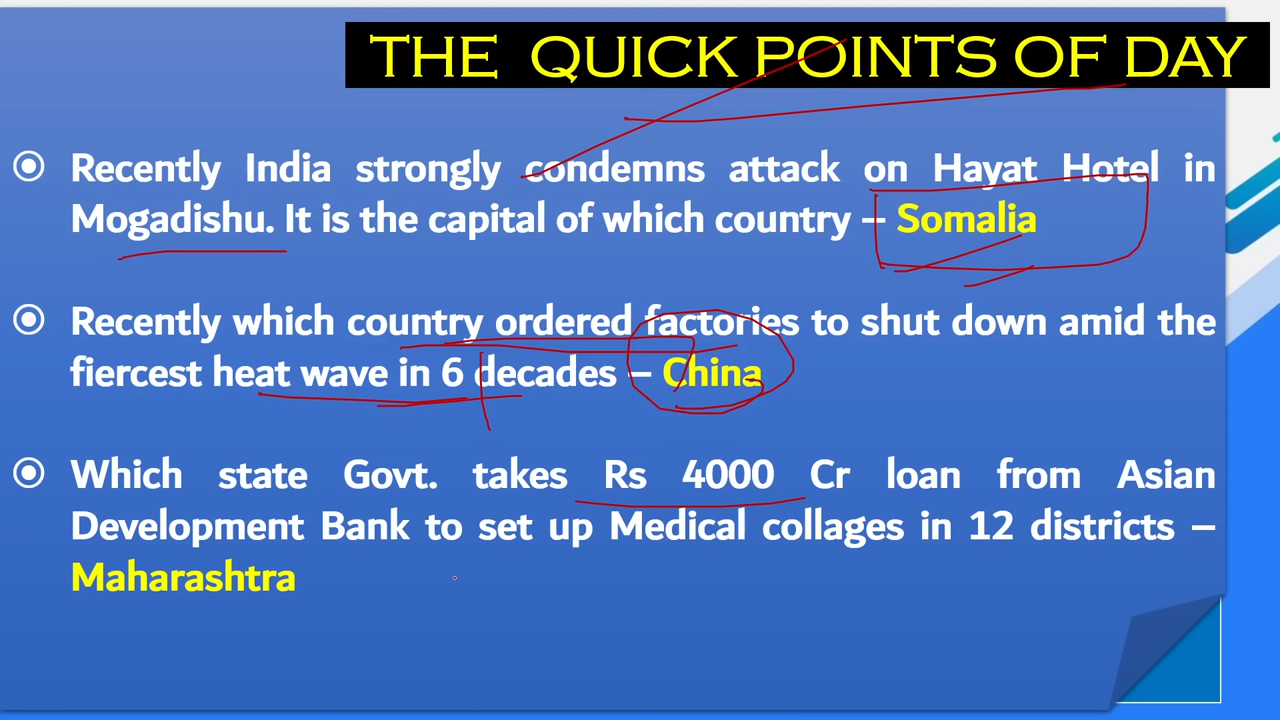 THE QUICK POINTS OF DAY
Recently India strongly condemns attack on Hayat Hotel in
Mogadishu. It is the capital of which country – Somalia
Recently which country ordered factories to shut down amid the
fiercest heat wave in 6 decades – China
Which state Govt. takes Rs 4000 Cr loan from Asian
Development Bank to set up Medical collages in 12 districts –
Maharashtra